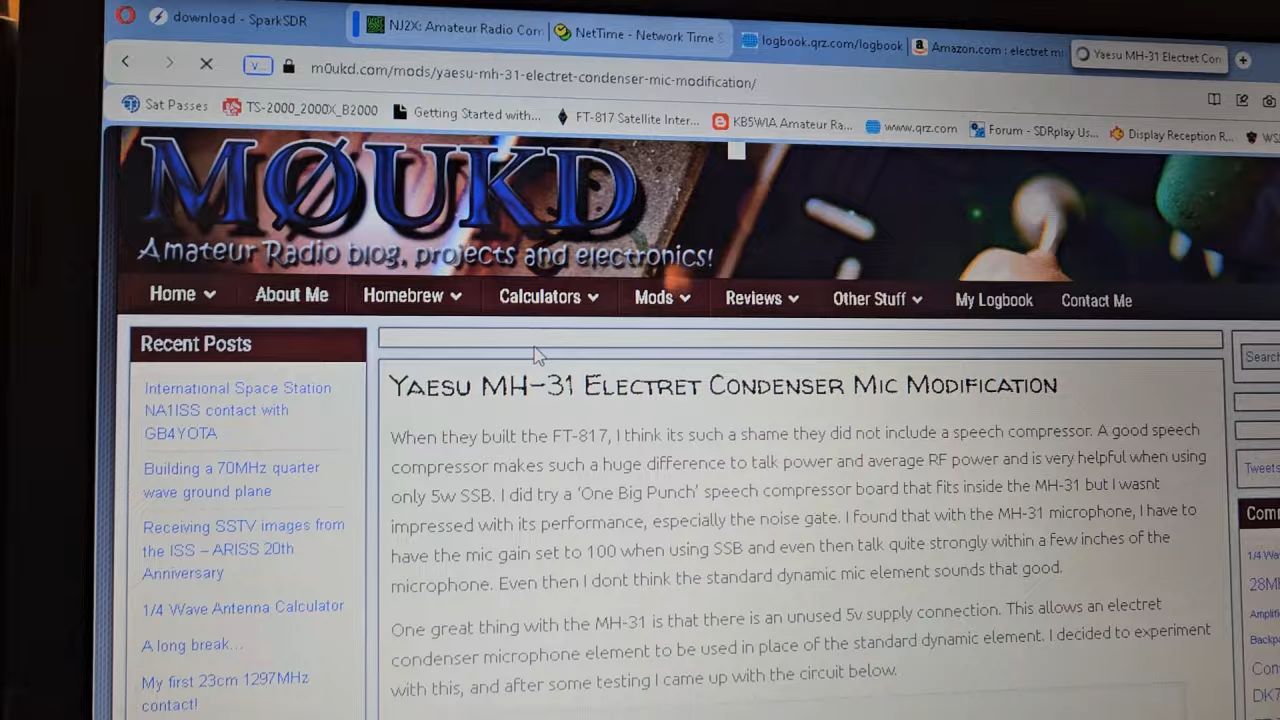 download - SparkSDR
NJ2X: Amateur Radio Com
NetTime - Network Time S
logbook.qrz.com/logbook
Amazon.com : electret mi
Yaesu MH-31 Electret Con
m0ukd.com/mods/yaesu-mh-31-electret-condenser-mic-modification/
Sat Passes
TS-2000_2000X_B2000
Getting Started with...
FT-817 Satellite Inter...
KB5WIA Amateur Ra...
www.qrz.com
Forum - SDRplay Us...
Display Reception R...
MØUKD
Amateur Radio blog, projects and electronics!
Home About Me Homebrew Calculators Mods Reviews Other Stuff My Logbook Contact Me
Recent Posts
International Space Station
NA1ISS contact with
GB4YOTA
Building a 70MHz quarter
wave ground plane
Receiving SSTV images from
the ISS – ARISS 20th
Anniversary
1/4 Wave Antenna Calculator
A long break…
My first 23cm 1297MHz
contact!
Yaesu MH-31 Electret Condenser Mic Modification
When they built the FT-817, I think its such a shame they did not include a speech compressor. A good speech
compressor makes such a huge difference to talk power and average RF power and is very helpful when using
only 5w SSB. I did try a ‘One Big Punch’ speech compressor board that fits inside the MH-31 but I wasnt
impressed with its performance, especially the noise gate. I found that with the MH-31 microphone, I have to
have the mic gain set to 100 when using SSB and even then talk quite strongly within a few inches of the
microphone. Even then I dont think the standard dynamic mic element sounds that good.
One great thing with the MH-31 is that there is an unused 5v supply connection. This allows an electret
condenser microphone element to be used in place of the standard dynamic element. I decided to experiment
with this, and after some testing I came up with the circuit below.
Search
Tweets
Com
1/4 Wa
28M
Amplifi
Backpa
Con
DK7